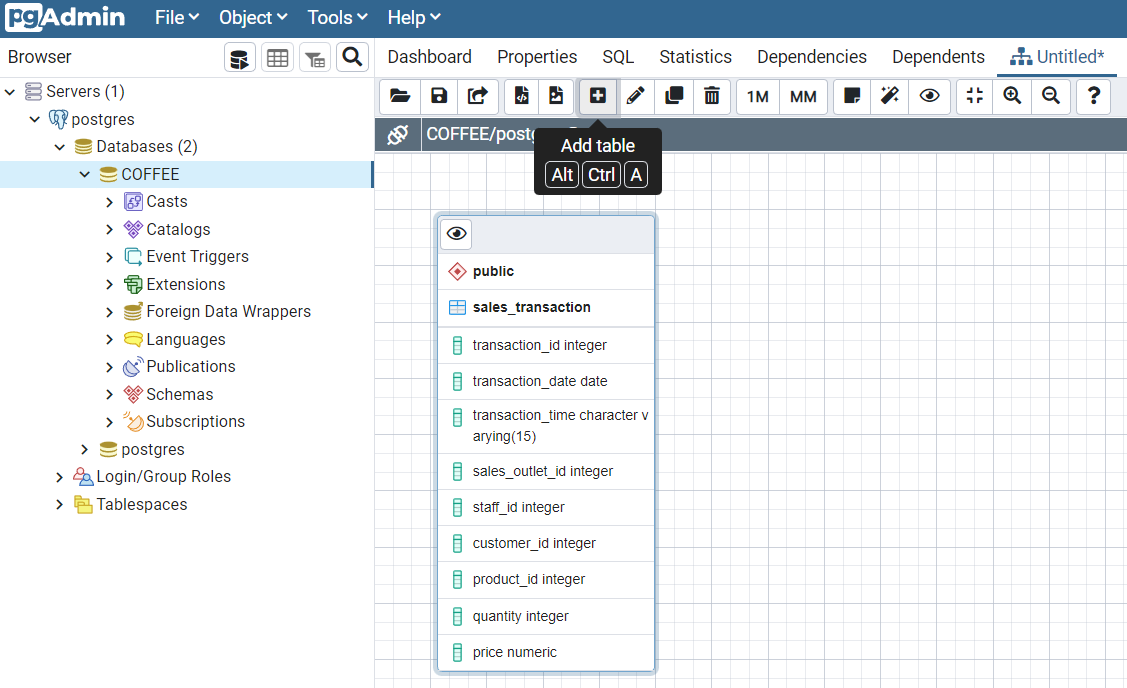 pgAdmin File Object Tools Help
Browser
Dashboard Properties SQL Statistics Dependencies Dependents Untitled*
1M MM ?
COFFEE/postg
Add table
Alt Ctrl A
Servers (1)
postgres
Databases (2)
COFFEE
Casts
Catalogs
Event Triggers
Extensions
Foreign Data Wrappers
Languages
Publications
Schemas
Subscriptions
postgres
Login/Group Roles
Tablespaces
public
sales_transaction
transaction_id integer
transaction_date date
transaction_time character v
arying(15)
sales_outlet_id integer
staff_id integer
customer_id integer
product_id integer
quantity integer
price numeric